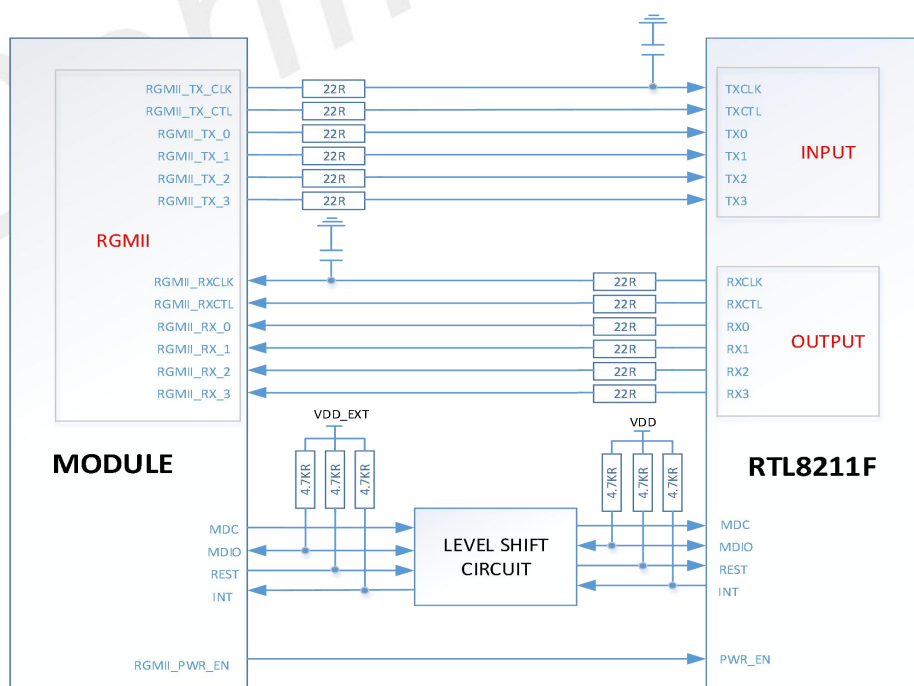 RGMII_TX_CLK 22R TXCLK
RGMII_TX_CTL 22R TXCTL
RGMII_TX_0 22R TX0
RGMII_TX_1 22R TX1
RGMII_TX_2 22R TX2
RGMII_TX_3 22R TX3
INPUT
RGMII
RGMII_RXCLK 22R RXCLK
RGMII_RXCTL 22R RXCTL
RGMII_RX_0 22R RX0
RGMII_RX_1 22R RX1
RGMII_RX_2 22R RX2
RGMII_RX_3 22R RX3
OUTPUT
VDD_EXT
VDD
MODULE
RTL8211F
4.7KR 4.7KR 4.7KR
4.7KR 4.7KR 4.7KR
MDC
MDIO
REST
INT
LEVEL SHIFT
CIRCUIT
MDC
MDIO
REST
INT
RGMII_PWR_EN PWR_EN